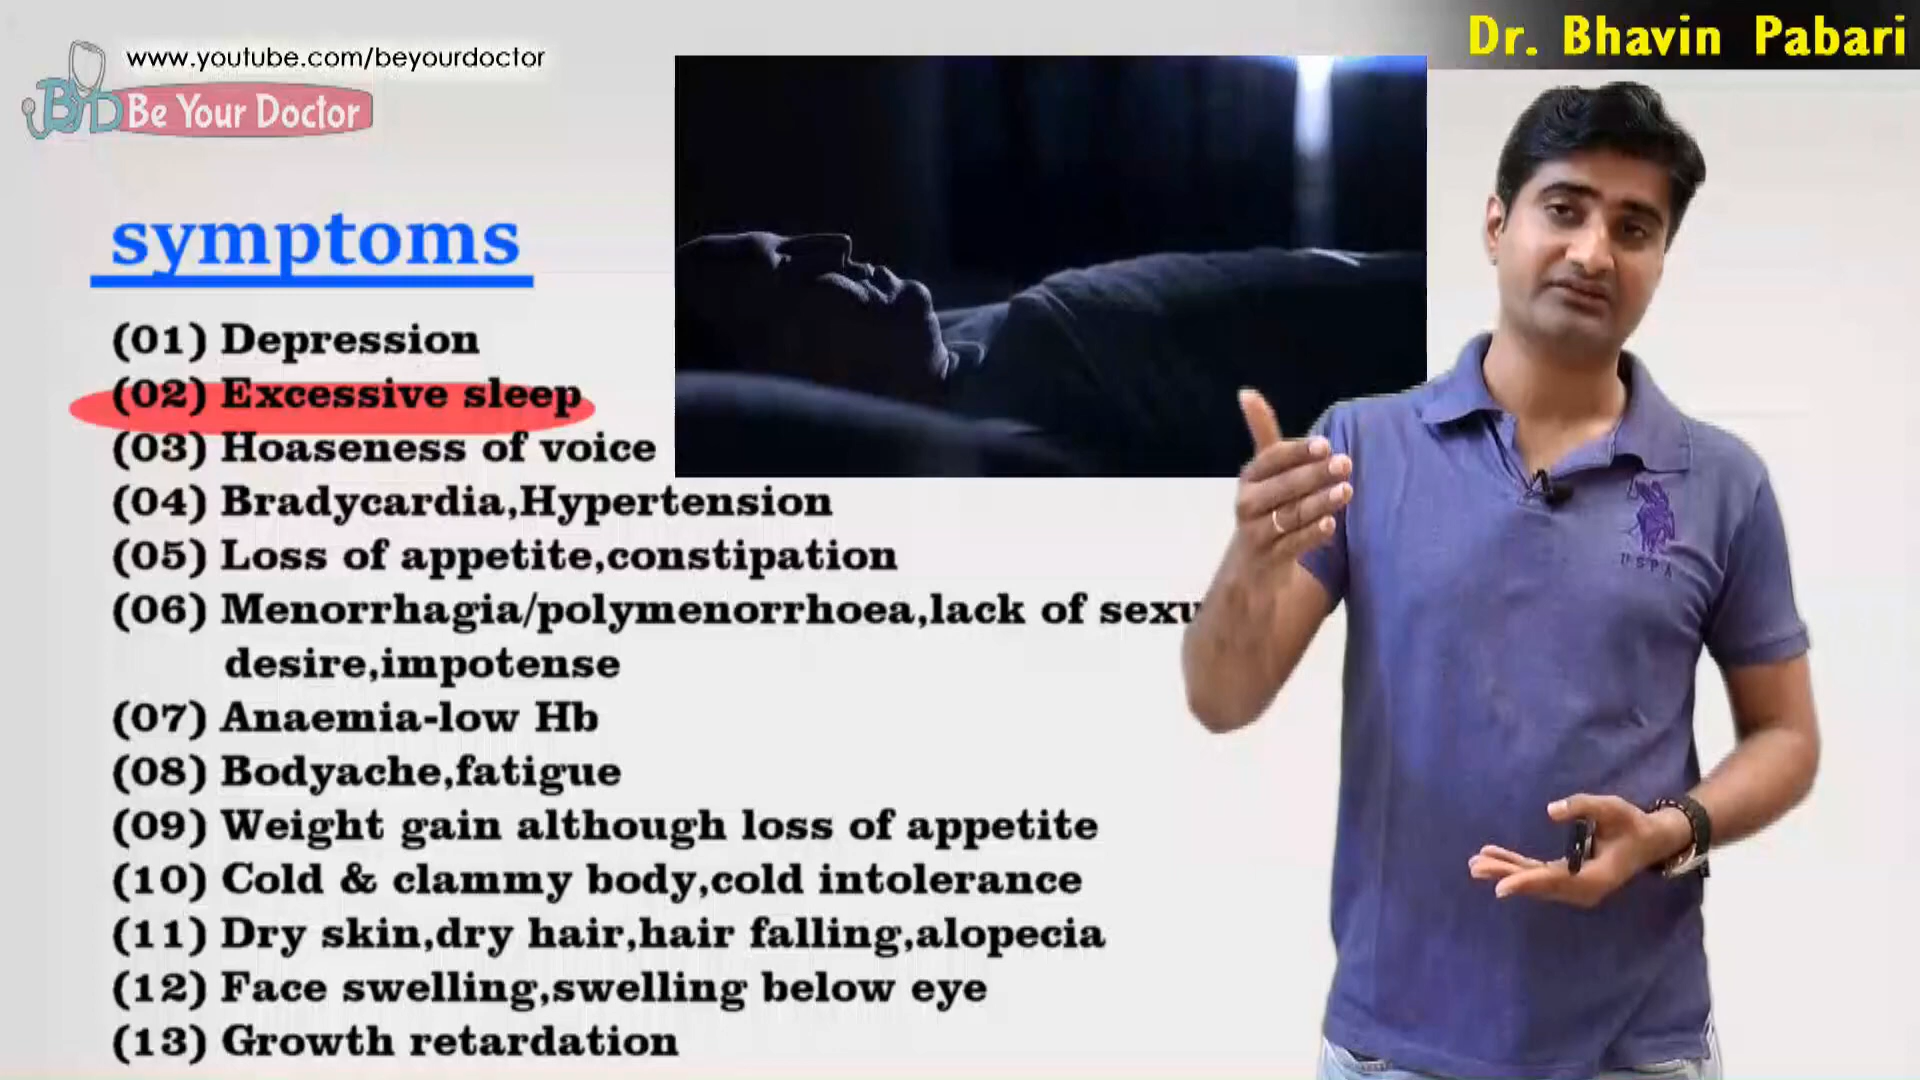 www.youtube.com/beyourdoctor
Dr. Bhavin Pabari
BYD Be Your Doctor
symptoms
(01) Depression
(02) Excessive sleep
(03) Hoaseness of voice
(04) Bradycardia,Hypertension
(05) Loss of appetite,constipation
(06) Menorrhagia/polymenorrhoea,lack of sexu
desire,impotense
(07) Anaemia-low Hb
(08) Bodyache,fatigue
(09) Weight gain although loss of appetite
(10) Cold & clammy body,cold intolerance
(11) Dry skin,dry hair,hair falling,alopecia
(12) Face swelling,swelling below eye
(13) Growth retardation
USPA